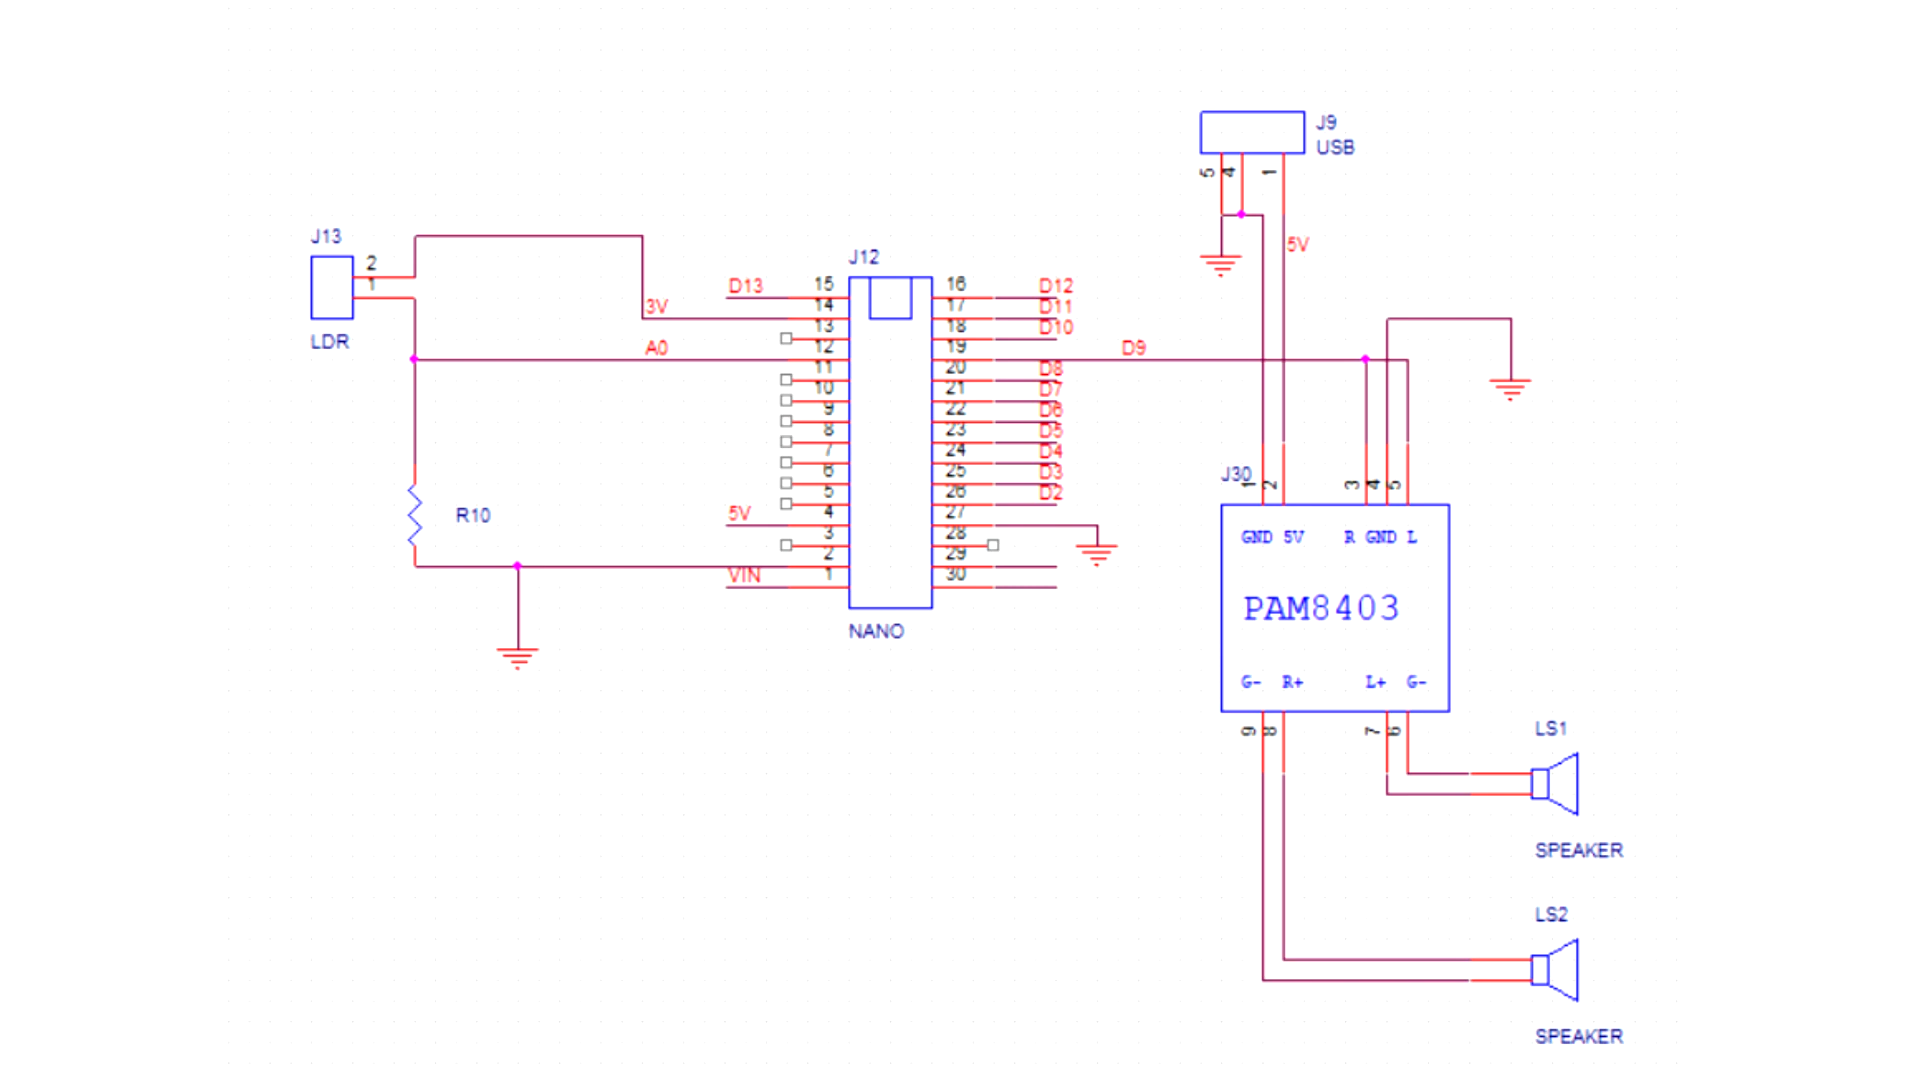 J9
USB
5 4 1
5V
J13
2
1
LDR
3V
A0
R10
J12
D13 15 16 D12
14 17 D11
13 18 D10
12 19 D9
11 20 D8
10 21 D7
9 22 D6
8 23 D5
7 24 D4
6 25 D3
5 26 D2
5V 4 27
3 28
2 29
VIN 1 30
NANO
J30
1 2 3 4 5
GND 5V R GND L
PAM8403
G- R+ L+ G-
9 8 7 6
LS1
SPEAKER
LS2
SPEAKER